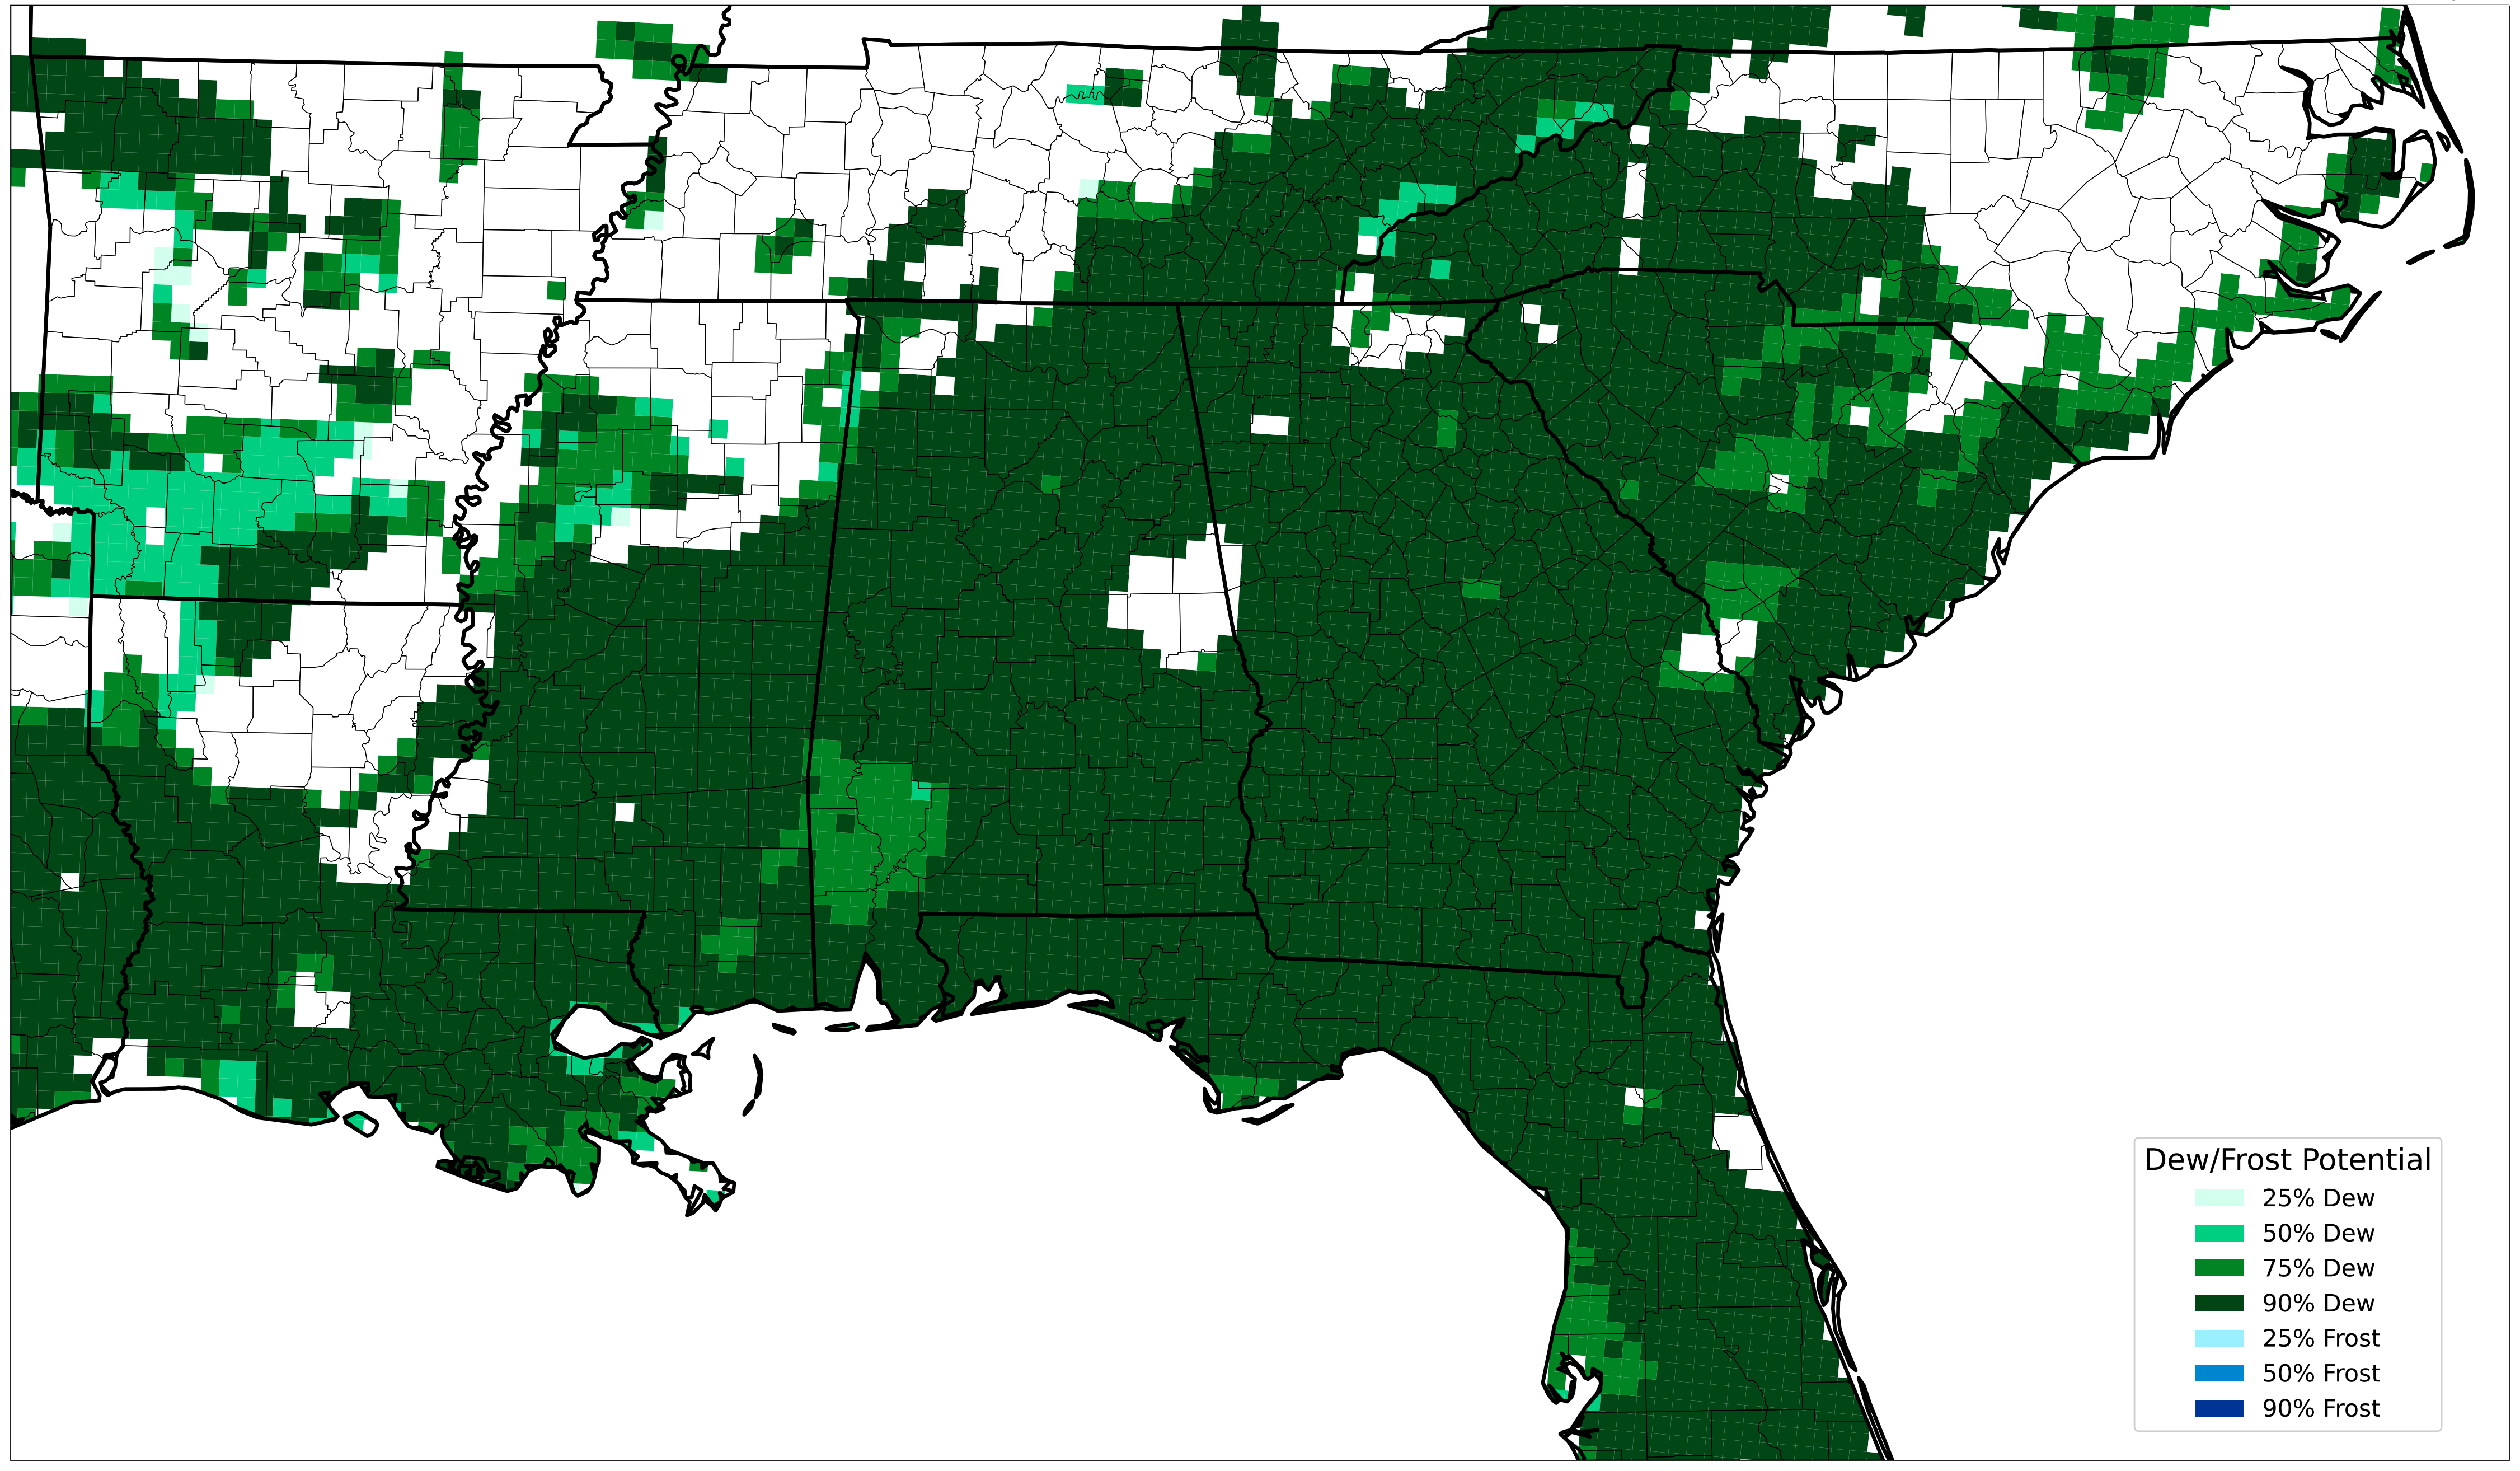 Dew/Frost Potential
25% Dew
50% Dew
75% Dew
90% Dew
25% Frost
50% Frost
90% Frost